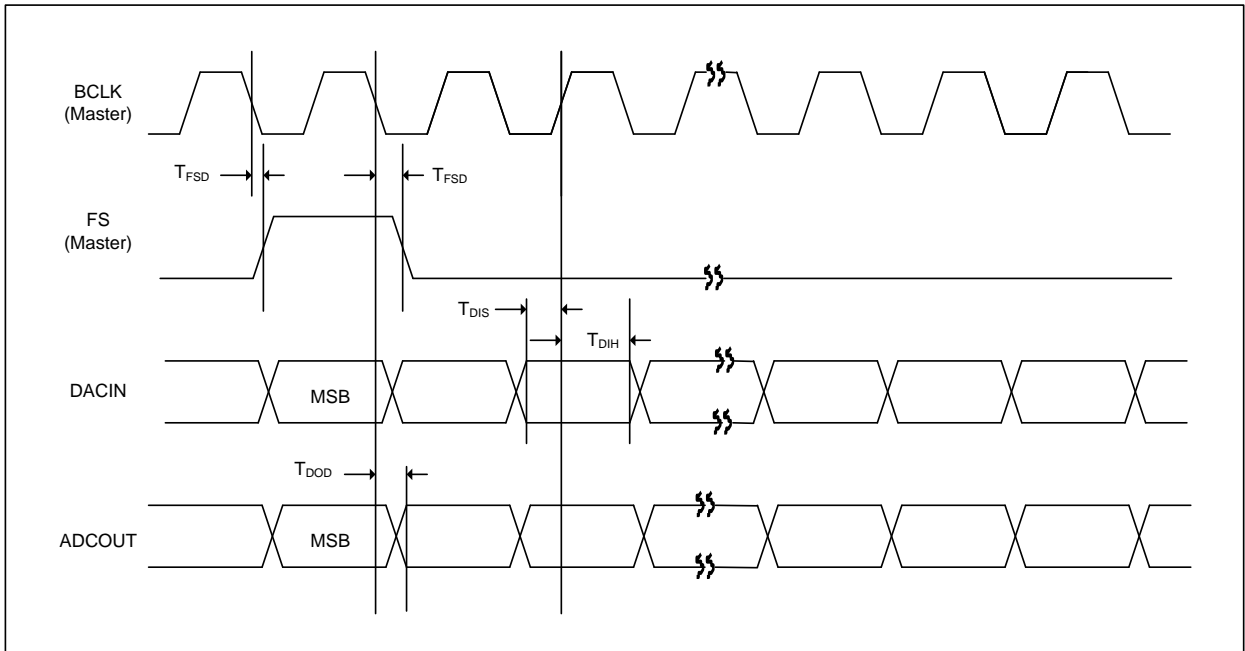 BCLK
(Master)
TFSD
TFSD
FS
(Master)
TDIS
TDIH
DACIN
MSB
TDOD
ADCOUT
MSB